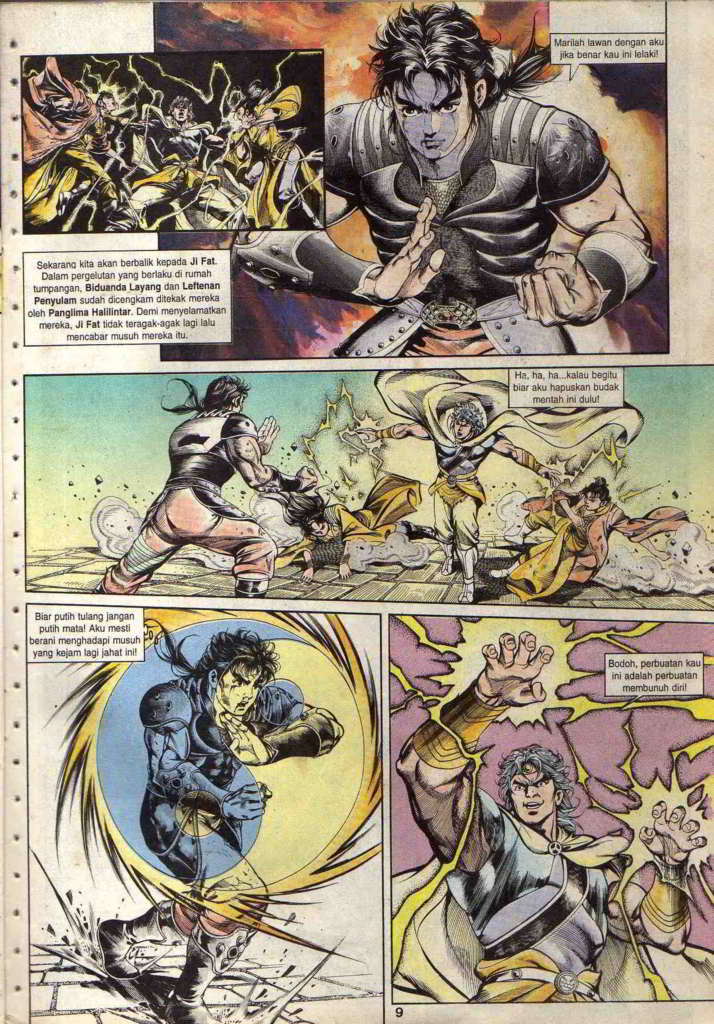 Marilah lawan dengan aku
jika benar kau ini lelaki!
Sekarang kita akan berbalik kepada Ji Fat.
Dalam pergelutan yang berlaku di rumah
tumpangan, Biduanda Layang dan Leftenan
Penyulam sudah dicengkam ditekak mereka
oleh Panglima Halilintar. Demi menyelamatkan
mereka, Ji Fat tidak teragak-agak lagi lalu
mencabar musuh mereka itu.
Ha, ha, ha...kalau begitu
biar aku hapuskan budak
mentah ini dulu!
Biar putih tulang jangan
putih mata! Aku mesti
berani menghadapi musuh
yang kejam lagi jahat ini!
Bodoh, perbuatan kau
ini adalah perbuatan
membunuh diri!
9